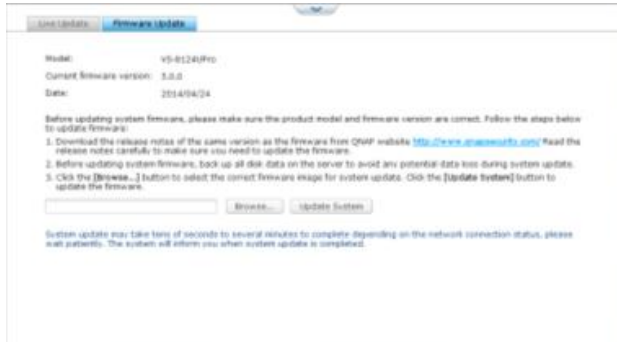 Live Update Firmware Update
Model: VS-8124UPro
Current firmware version: 5.0.0
Date: 2014/04/24
Before updating system firmware, please make sure the product model and firmware version are correct. Follow the steps below
to update firmware:
1. Download the release notes of the same version as the firmware from QNAP website http://www.qnapsecurity.com/ Read the
release notes carefully to make sure you need to update the firmware.
2. Before updating system firmware, back up all disk data on the server to avoid any potential data loss during system update.
3. Click the [Browse...] button to select the correct firmware image for system update. Click the [Update System] button to
update the firmware.
Browse... Update System
System update may take tens of seconds to several minutes to complete depending on the network connection status, please
wait patiently. The system will inform you when system update is completed.